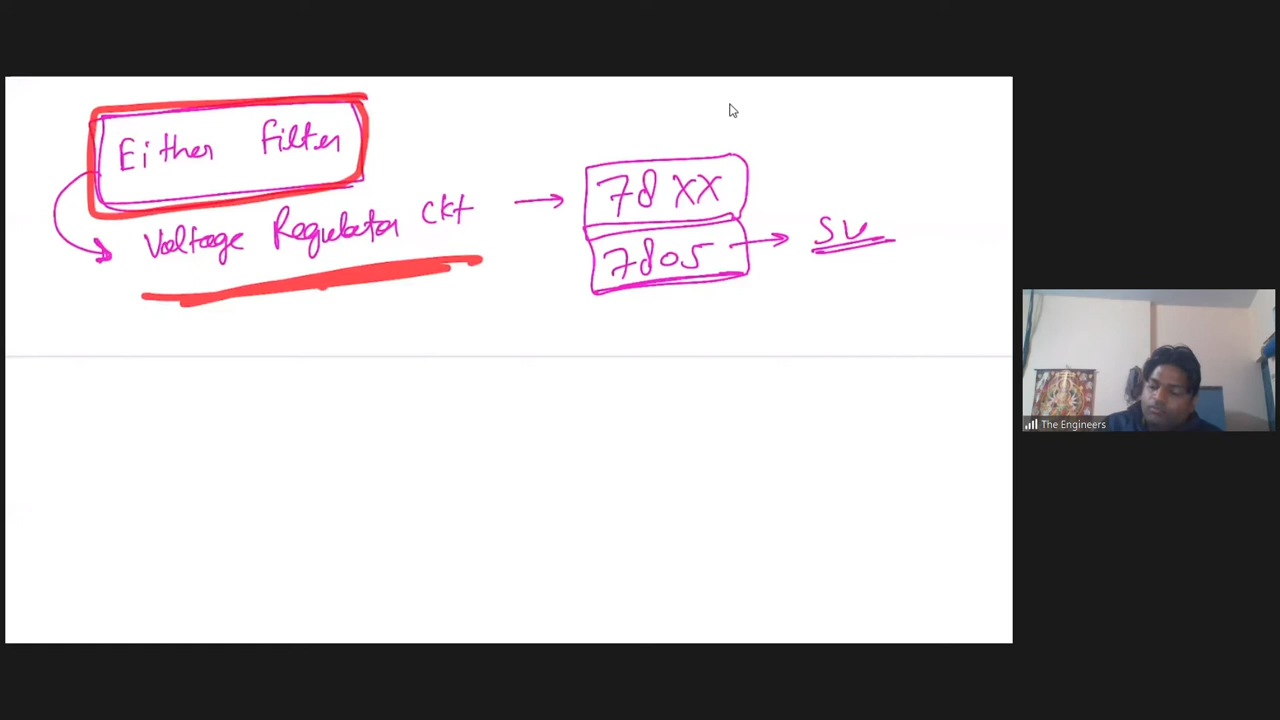 Either filter
Voltage Regulator Ckt → 78XX
7805 → 5V
The Engineers